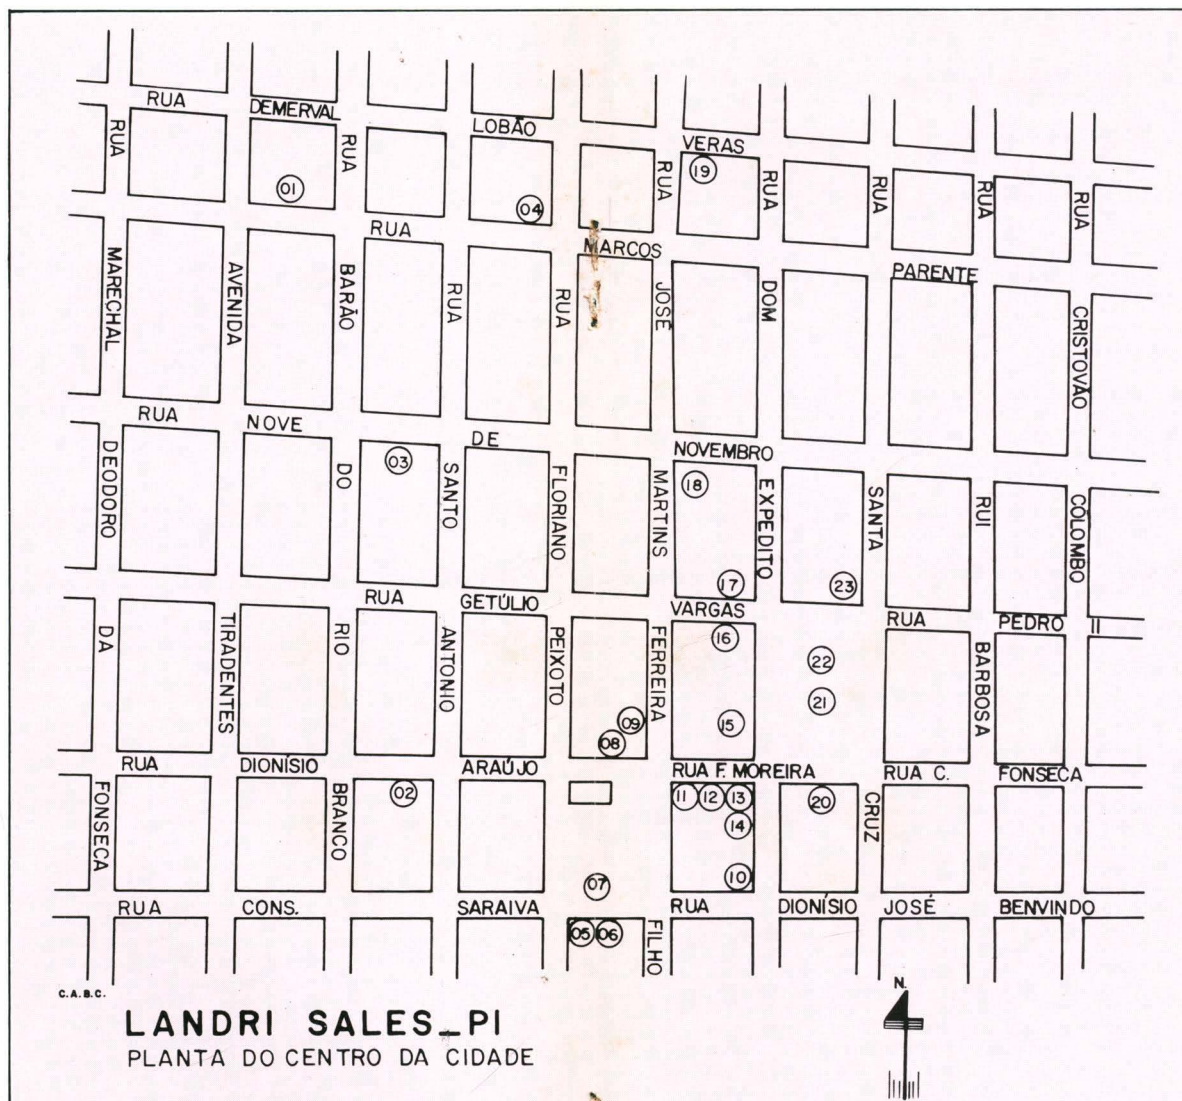 RUA DEMERVAL LOBÃO VERAS
RUA MARCOS PARENTE
RUA NOVE DE NOVEMBRO
RUA GETÚLIO VARGAS RUA PEDRO II
RUA DIONÍSIO ARAÚJO RUA F. MOREIRA RUA C. FONSECA
RUA CONS. SARAIVA RUA DIONÍSIO JOSÉ BENVINDO
RUA MARECHAL DEODORO DA FONSECA
AVENIDA TIRADENTES
RUA BARÃO DO RIO BRANCO
RUA SANTO ANTONIO
RUA FLORIANO PEIXOTO
RUA JOSÉ MARTINS FERREIRA FILHO
RUA DOM EXPEDITO
RUA SANTA CRUZ
RUA RUI BARBOSA
RUA CRISTOVÃO COLOMBO
01
04
19
03
18
17
23
16
22
21
15
09
08
02
11 12 13
20
14
10
07
05 06
C.A.B.C.
N.
LANDRI SALES_PI
PLANTA DO CENTRO DA CIDADE